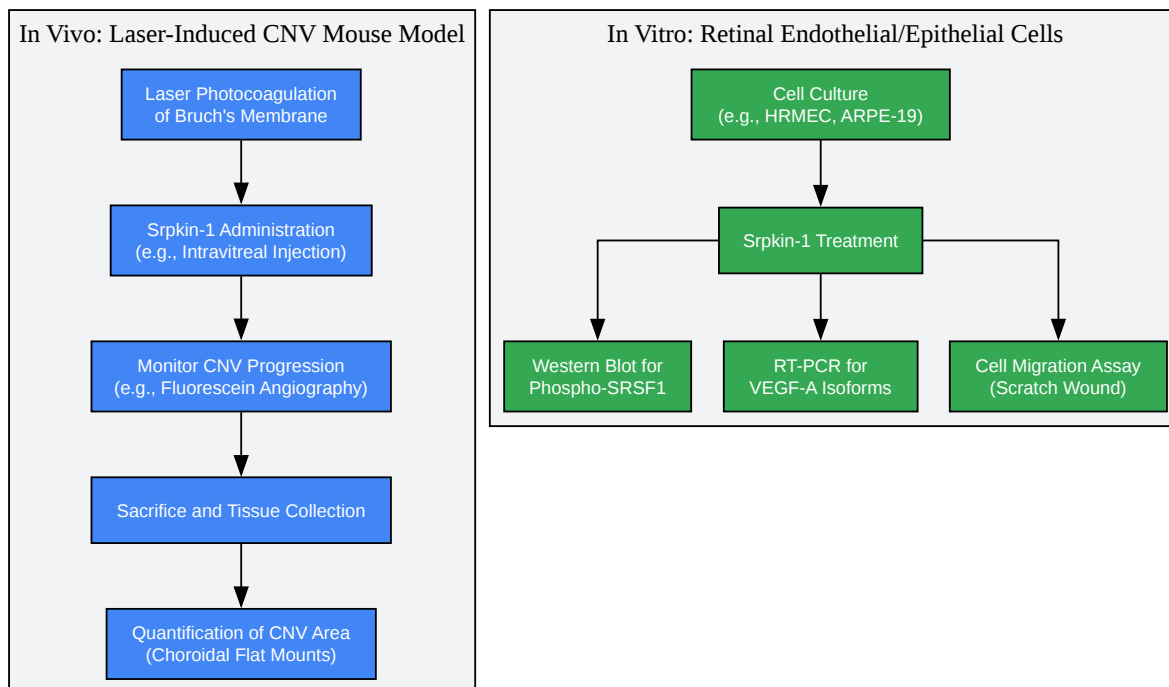 In Vivo: Laser-Induced CNV Mouse Model
Laser Photocoagulation
of Bruch's Membrane
Srpkin-1 Administration
(e.g., Intravitreal Injection)
Monitor CNV Progression
(e.g., Fluorescein Angiography)
Sacrifice and Tissue Collection
Quantification of CNV Area
(Choroidal Flat Mounts)
In Vitro: Retinal Endothelial/Epithelial Cells
Cell Culture
(e.g., HRMEC, ARPE-19)
Srpkin-1 Treatment
Western Blot for
Phospho-SRSF1
RT-PCR for
VEGF-A Isoforms
Cell Migration Assay
(Scratch Wound)